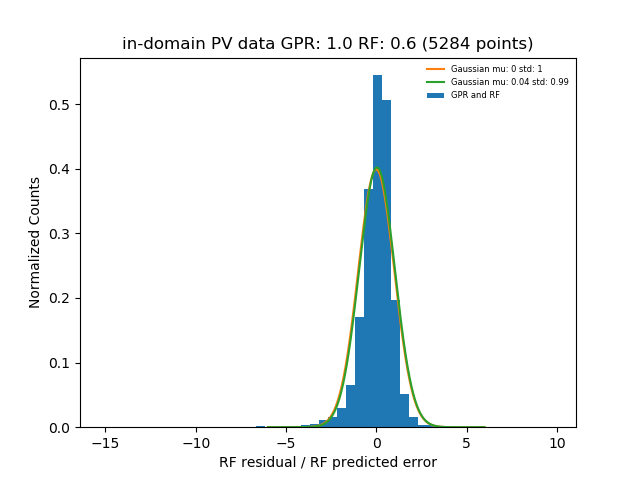 in-domain PV data GPR: 1.0 RF: 0.6 (5284 points)
Gaussian mu: 0 std: 1
Gaussian mu: 0.04 std: 0.99
GPR and RF
Normalized Counts
0.5
0.4
0.3
0.2
0.1
0.0
−15 −10 −5 0 5 10
RF residual / RF predicted error